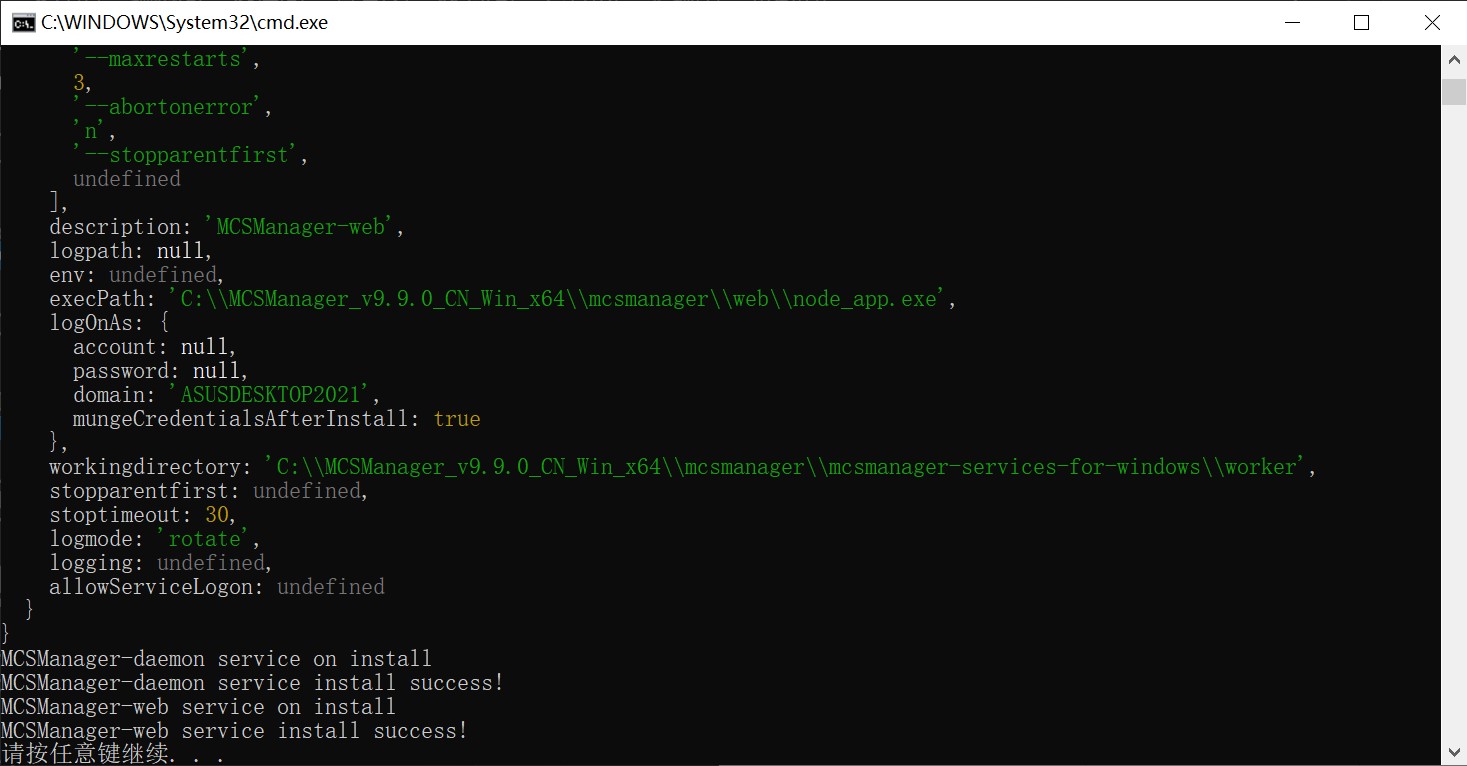 C:\WINDOWS\System32\cmd.exe
'--maxrestarts',
3,
'--abortonerror',
'n',
'--stopparentfirst',
undefined
],
description: 'MCSManager-web',
logpath: null,
env: undefined,
execPath: 'C:\\MCSManager_v9.9.0_CN_Win_x64\\mcsmanager\\web\\node_app.exe',
logOnAs: {
account: null,
password: null,
domain: 'ASUSDESKTOP2021',
mungeCredentialsAfterInstall: true
},
workingdirectory: 'C:\\MCSManager_v9.9.0_CN_Win_x64\\mcsmanager\\mcsmanager-services-for-windows\\worker',
stopparentfirst: undefined,
stoptimeout: 30,
logmode: 'rotate',
logging: undefined,
allowServiceLogon: undefined
}
}
MCSManager-daemon service on install
MCSManager-daemon service install success!
MCSManager-web service on install
MCSManager-web service install success!
请按任意键继续. . .